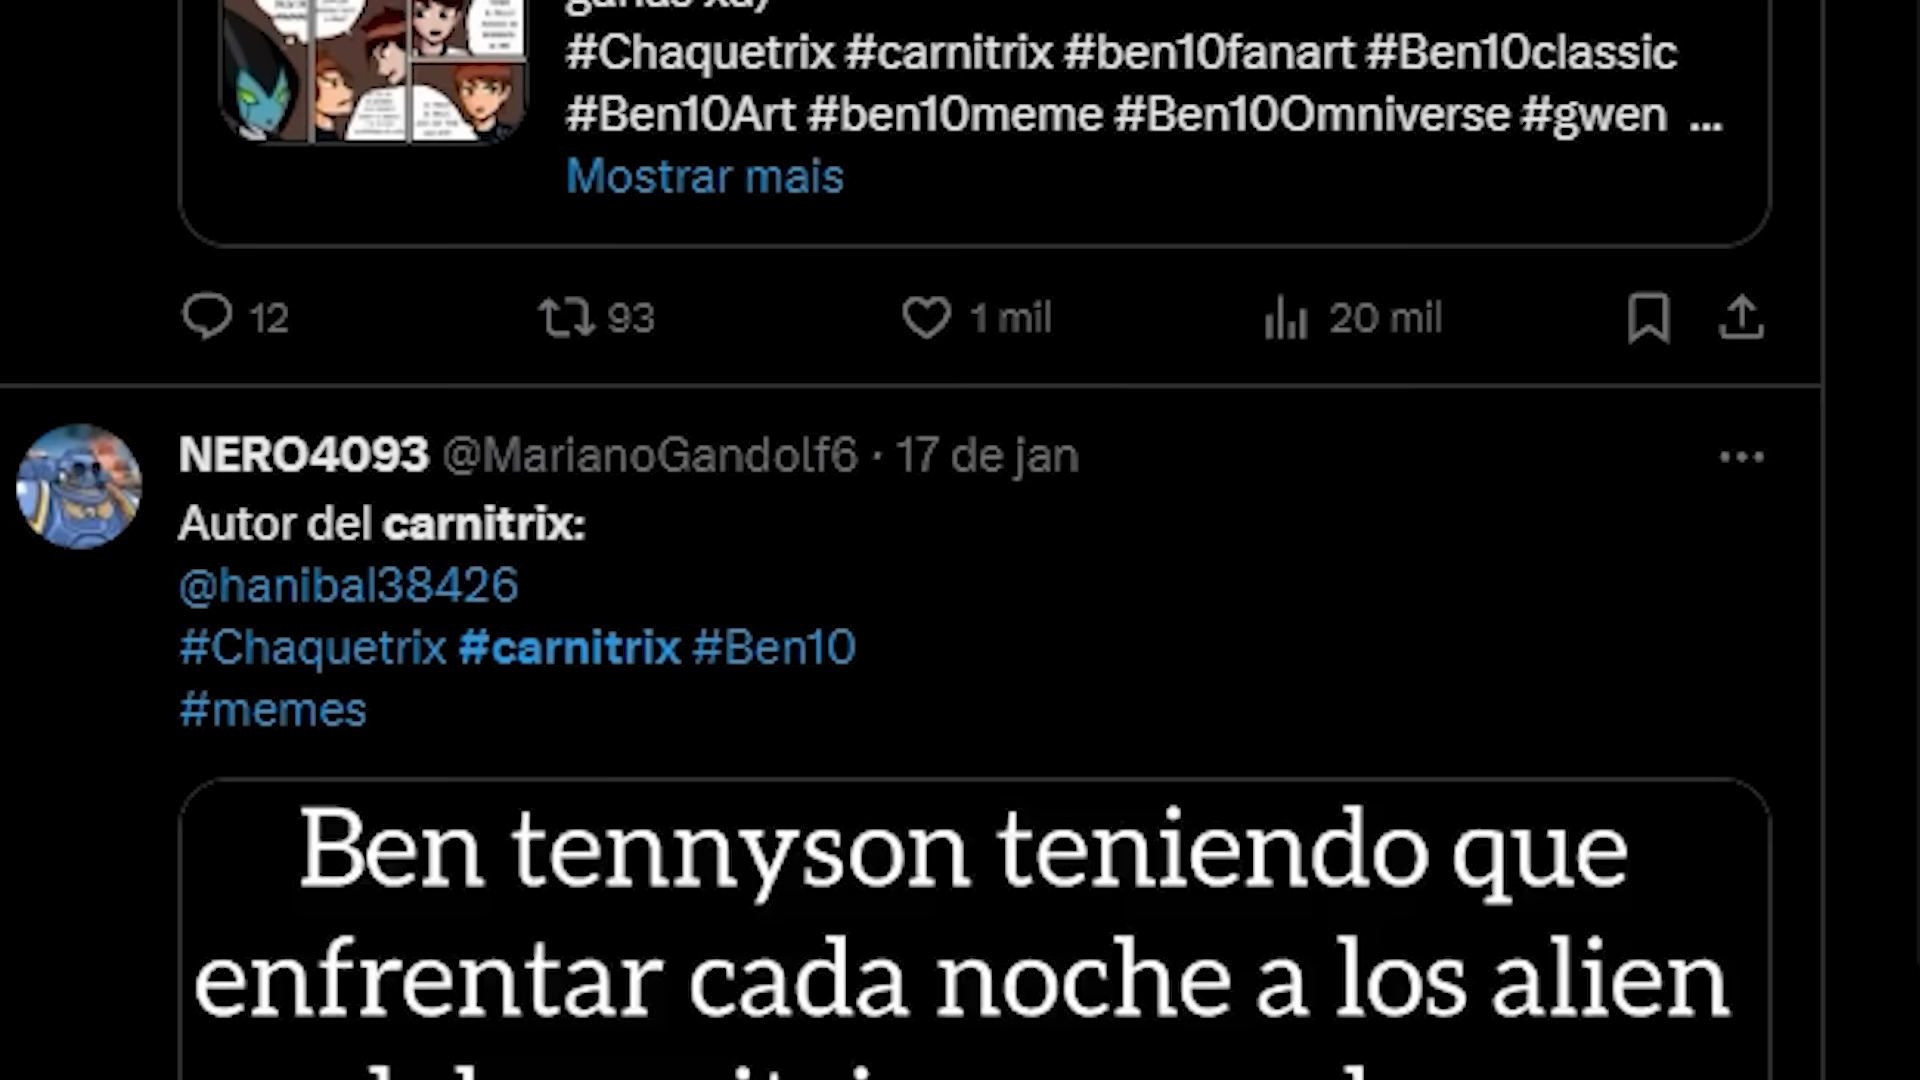 #Chaquetrix #carnitrix #ben10fanart #Ben10classic
#Ben10Art #ben10meme #Ben10Omniverse #gwen ...
Mostrar mais
12 93 1 mil 20 mil
NERO4093 @MarianoGandolf6 · 17 de jan
Autor del carnitrix:
@hanibal38426
#Chaquetrix #carnitrix #Ben10
#memes
Ben tennyson teniendo que
enfrentar cada noche a los alien